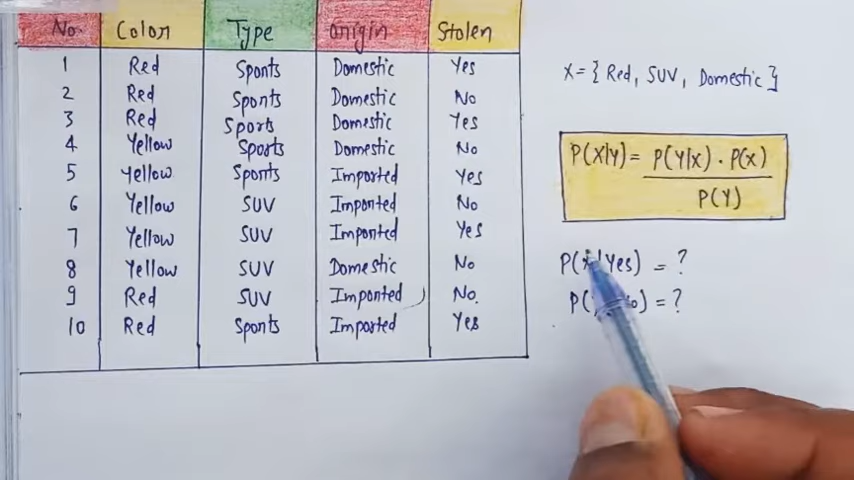 No. Color Type Origin Stolen
1 Red Sports Domestic Yes
2 Red Sports Domestic No
3 Red Sports Domestic Yes
4 Yellow Sports Domestic No
5 Yellow Sports Imported Yes
6 Yellow SUV Imported No
7 Yellow SUV Imported Yes
8 Yellow SUV Domestic No
9 Red SUV Imported No.
10 Red Sports Imported Yes
X = { Red, SUV, Domestic }
P(X|Y) = P(Y|X) . P(X)
P(Y)
P(X|Yes) = ?
P( o) = ?